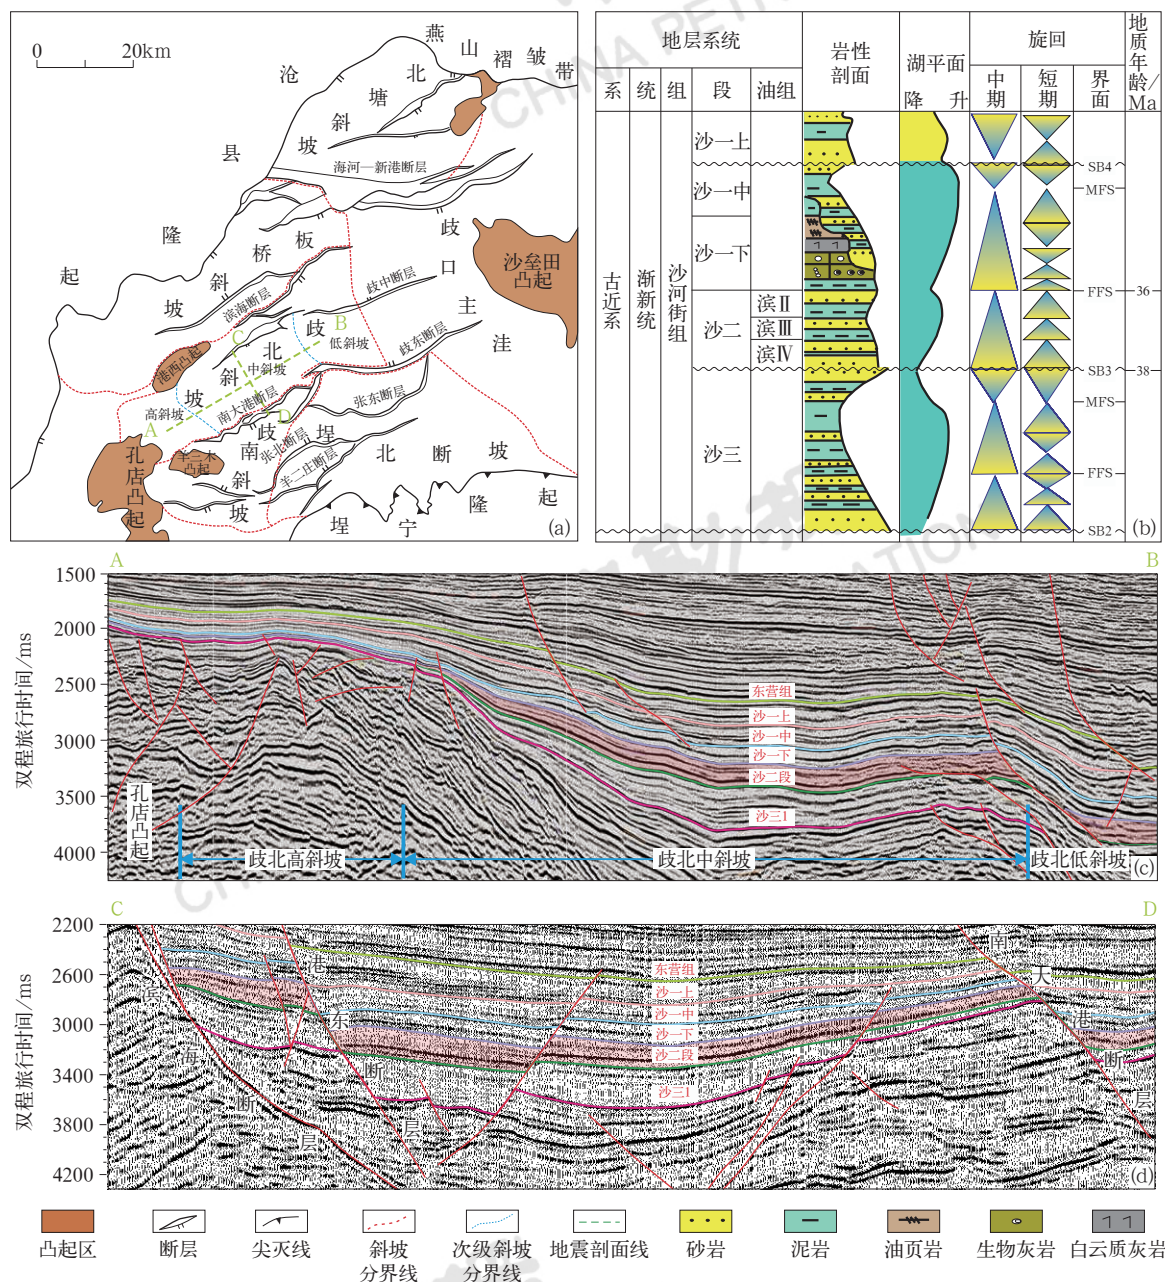 0 20km
燕山褶皱带
沧县隆起
北塘斜坡
海河—新港断层
板桥斜坡
歧口主洼
沙垒田
凸起
滨海断层
歧中断层
歧北斜坡
C
B
低斜坡
歧东断层
港西凸起
中斜坡
高斜坡
A
南大港断层
D
张东断层
歧南斜坡
张北断层
埕北断坡
羊三木
凸起
羊二庄断层
孔店凸起
埕宁隆起
(a)
地层系统
岩性
剖面
湖平面
降 升
旋回
地质年龄/Ma
系
统
组
段
油组
中期
短期
界面
古近系
渐新统
沙河街组
沙一上
沙一中
沙一下
沙二
滨Ⅱ
滨Ⅲ
滨Ⅳ
沙三
SB4
MFS
FFS
36
SB3
38
MFS
FFS
SB2
(b)
A
B
双程旅行时间/ms
1500
2000
2500
3000
3500
4000
东营组
沙一上
沙一中
沙一下
沙二段
沙三Ⅰ
孔店凸起
歧北高斜坡
歧北中斜坡
歧北低斜坡
(c)
C
D
双程旅行时间/ms
2200
2600
3000
3400
3800
4200
滨海断层
港东断层
南大港断层
东营组
沙一上
沙一中
沙一下
沙二段
沙三Ⅰ
(d)
凸起区
断层
尖灭线
斜坡
分界线
次级斜坡
分界线
地震剖面线
砂岩
泥岩
油页岩
生物灰岩
白云质灰岩